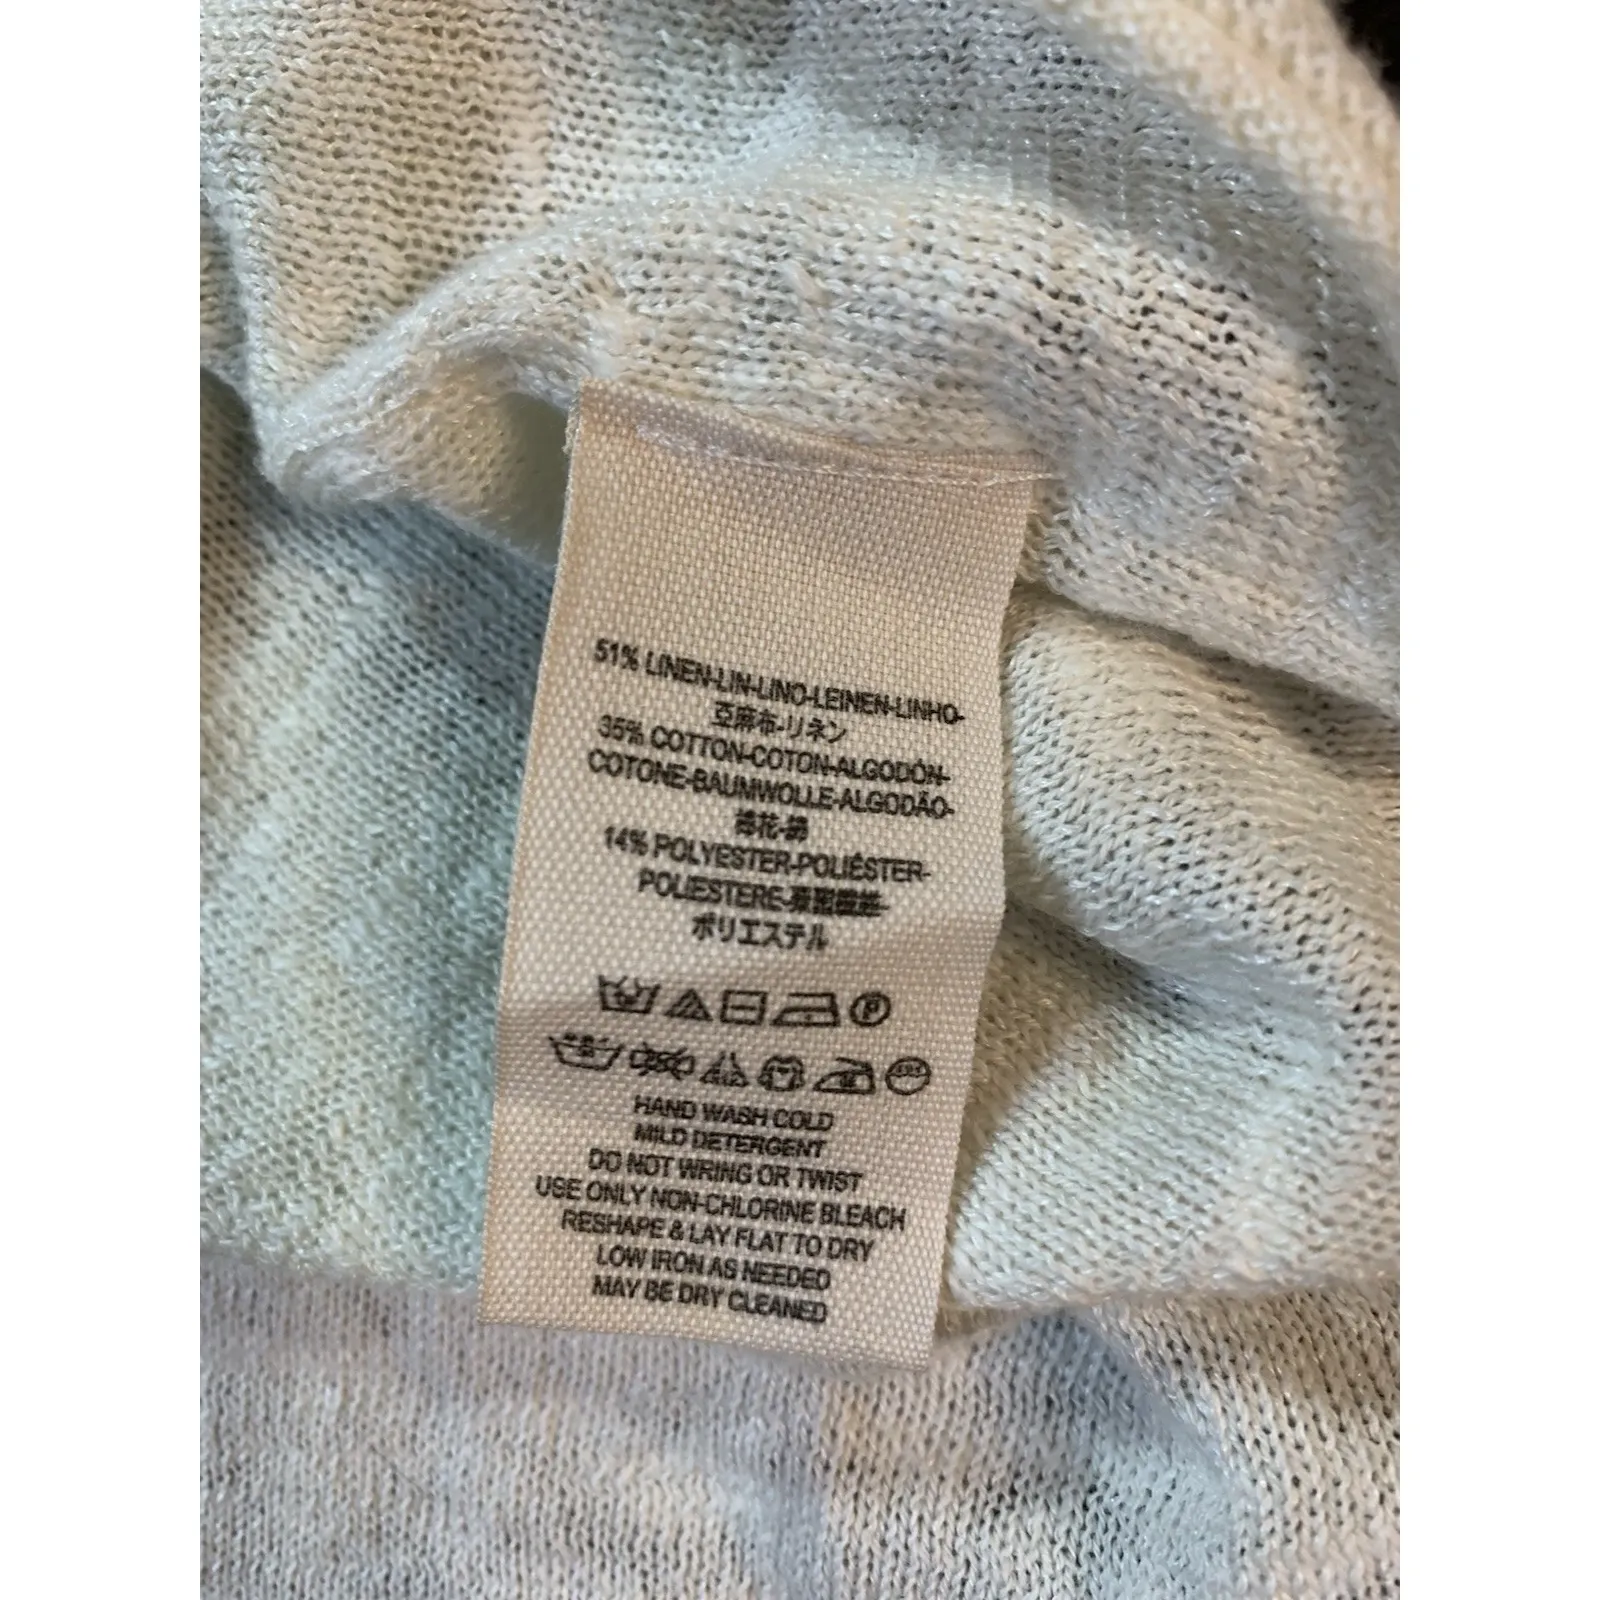 51% LINEN-LIN-LINO-LEINEN-LINHO-
亞麻布-リネン
35% COTTON-COTON-ALGODÓN-
COTONE-BAUMWOLLE-ALGODÃO-
棉花-綿
14% POLYESTER-POLIÉSTER-
POLIESTERE-
ポリエステル
P
HAND WASH COLD
MILD DETERGENT
DO NOT WRING OR TWIST
USE ONLY NON-CHLORINE BLEACH
RESHAPE & LAY FLAT TO DRY
LOW IRON AS NEEDED
MAY BE DRY CLEANED